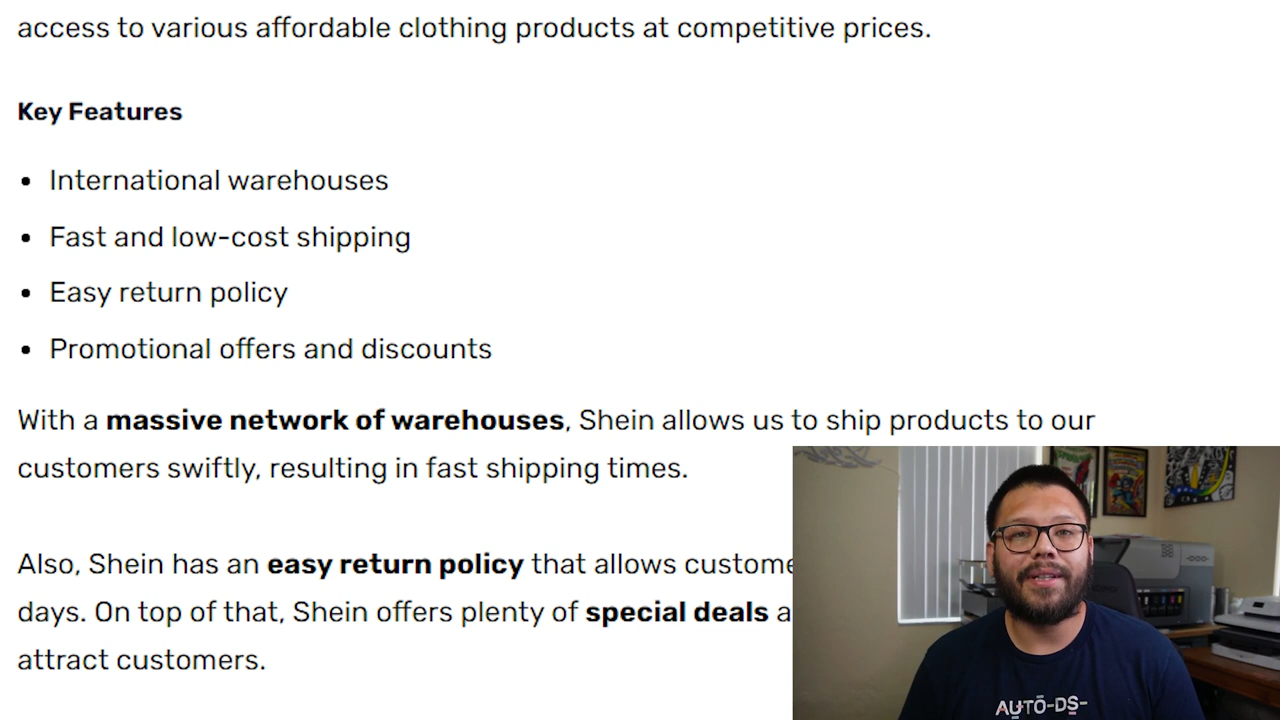 access to various affordable clothing products at competitive prices.
Key Features
• International warehouses
• Fast and low-cost shipping
• Easy return policy
• Promotional offers and discounts
With a massive network of warehouses, Shein allows us to ship products to our
customers swiftly, resulting in fast shipping times.
Also, Shein has an easy return policy that allows custome
days. On top of that, Shein offers plenty of special deals a
attract customers.
AUTO-DS-